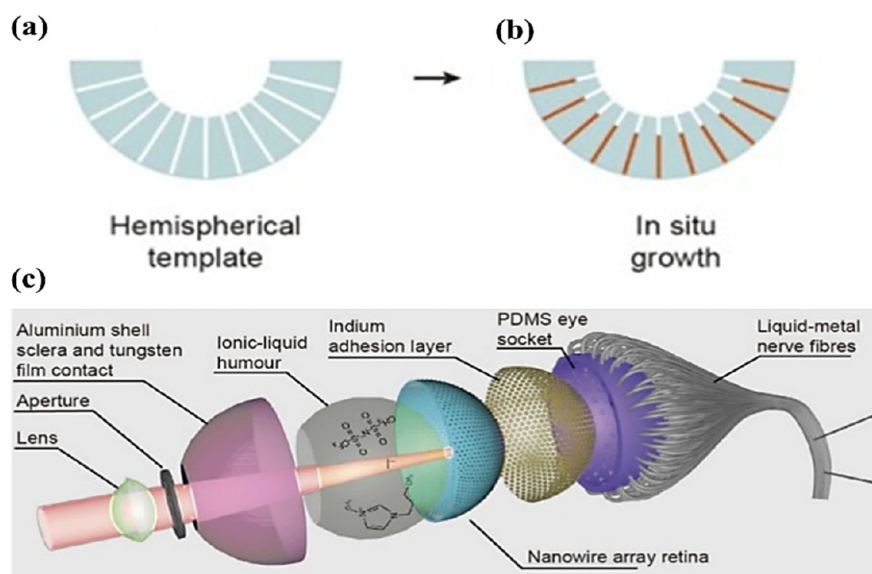 (a)
(b)
Hemispherical
template
In situ
growth
(c)
Aluminium shell
sclera and tungsten
film contact
Aperture
Lens
Ionic-liquid
humour
Indium
adhesion layer
PDMS eye
socket
Liquid-metal
nerve fibres
Nanowire array retina